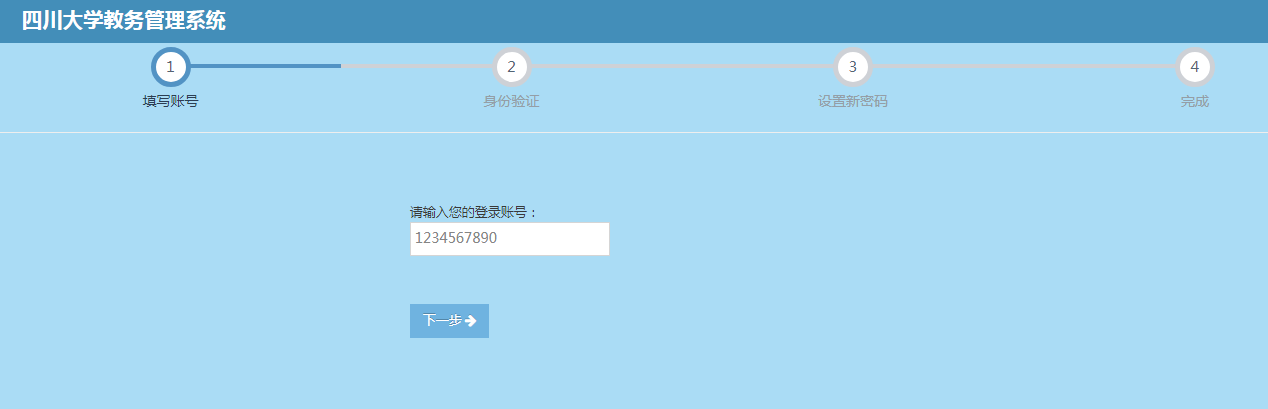 四川大学教务管理系统
1 2 3 4
填写账号 身份验证 设置新密码 完成
请输入您的登录账号：
1234567890
下一步